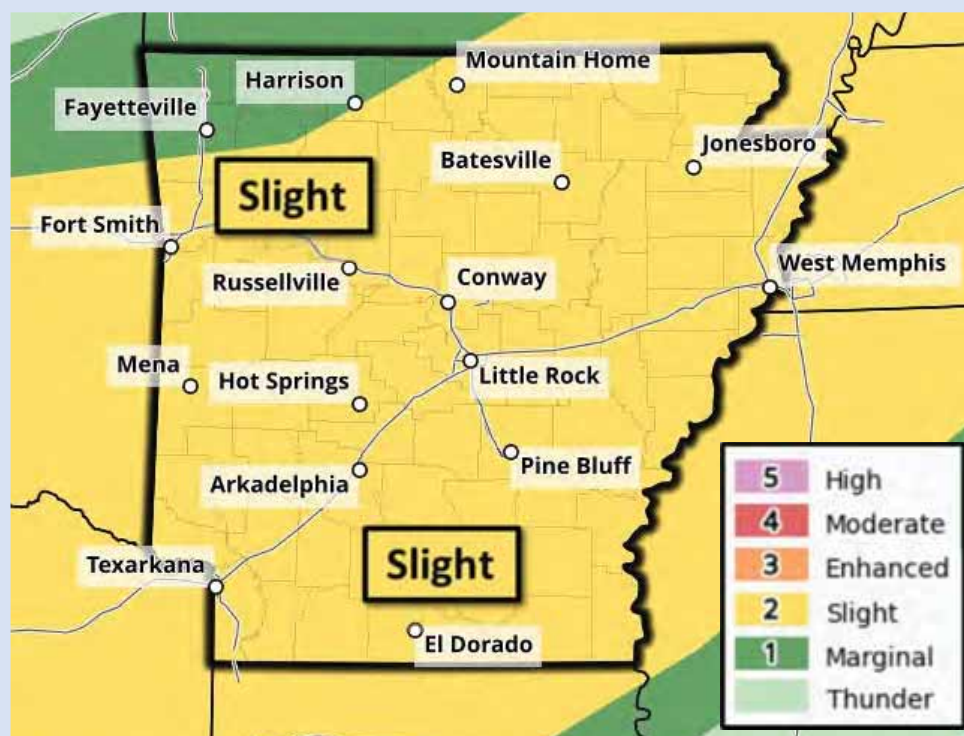 Mountain Home
Harrison
Fayetteville
Jonesboro
Batesville
Slight
Fort Smith
West Memphis
Russellville
Conway
Mena
Hot Springs
Little Rock
Pine Bluff
Arkadelphia
Texarkana
Slight
El Dorado
5 High
4 Moderate
3 Enhanced
2 Slight
1 Marginal
Thunder